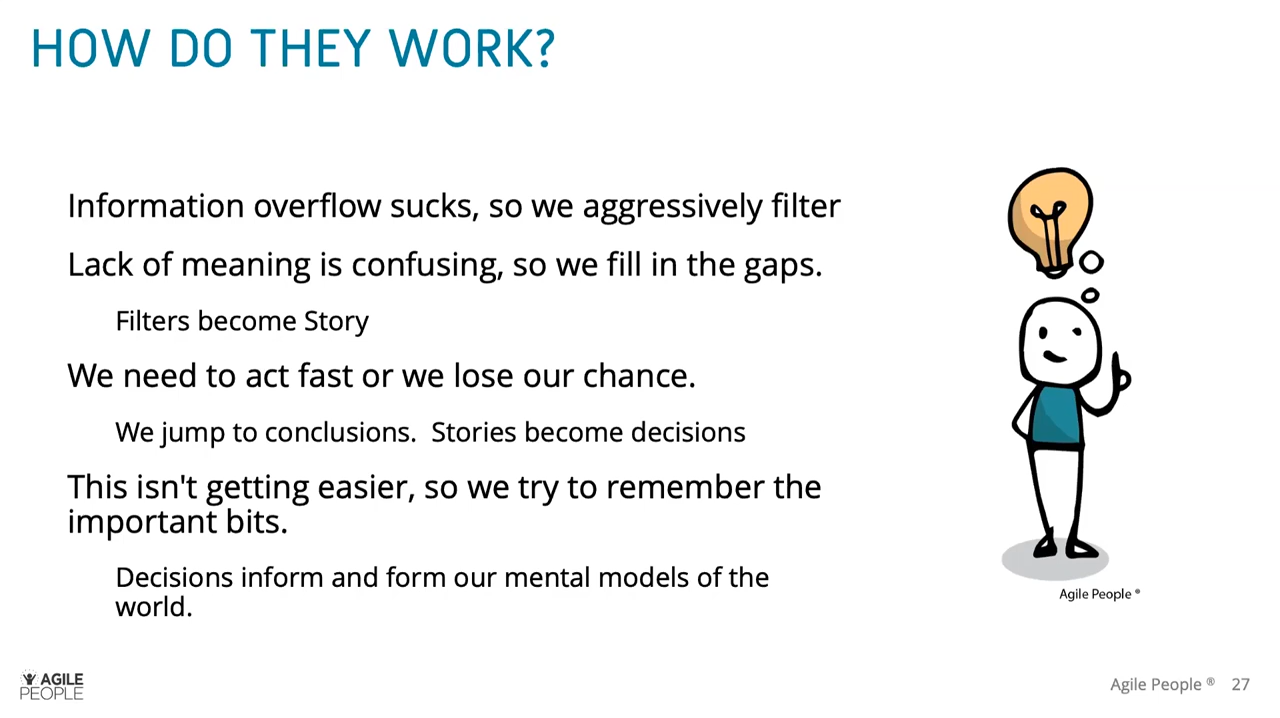 HOW DO THEY WORK?
Information overflow sucks, so we aggressively filter
Lack of meaning is confusing, so we fill in the gaps.
Filters become Story
We need to act fast or we lose our chance.
We jump to conclusions.  Stories become decisions
This isn't getting easier, so we try to remember the
important bits.
Decisions inform and form our mental models of the
world.
Agile People ®
AGILE
PEOPLE
Agile People ® 27